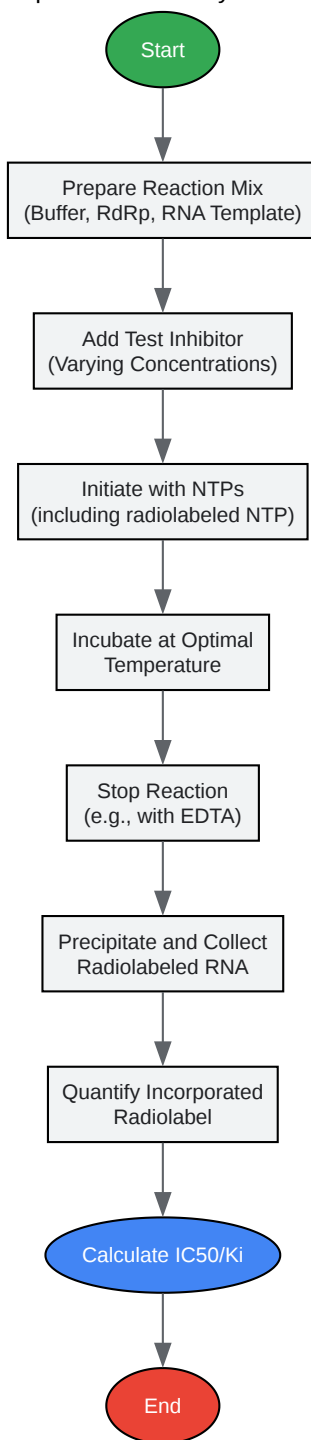 Start
Prepare Reaction Mix
(Buffer, RdRp, RNA Template)
Add Test Inhibitor
(Varying Concentrations)
Initiate with NTPs
(including radiolabeled NTP)
Incubate at Optimal
Temperature
Stop Reaction
(e.g., with EDTA)
Precipitate and Collect
Radiolabeled RNA
Quantify Incorporated
Radiolabel
Calculate IC50/Ki
End